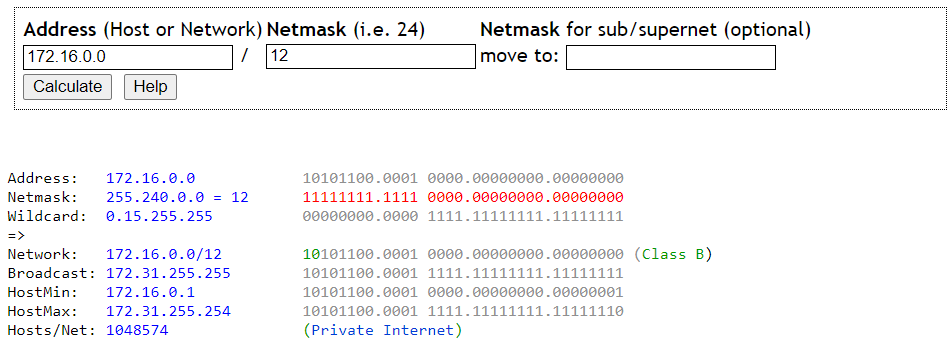 Address (Host or Network) Netmask (i.e. 24) Netmask for sub/supernet (optional)
172.16.0.0 / 12 move to:
Calculate Help
Address: 172.16.0.0 10101100.0001 0000.00000000.00000000
Netmask: 255.240.0.0 = 12 11111111.1111 0000.00000000.00000000
Wildcard: 0.15.255.255 00000000.0000 1111.11111111.11111111
=>
Network: 172.16.0.0/12 10101100.0001 0000.00000000.00000000 (Class B)
Broadcast: 172.31.255.255 10101100.0001 1111.11111111.11111111
HostMin: 172.16.0.1 10101100.0001 0000.00000000.00000001
HostMax: 172.31.255.254 10101100.0001 1111.11111111.11111110
Hosts/Net: 1048574 (Private Internet)